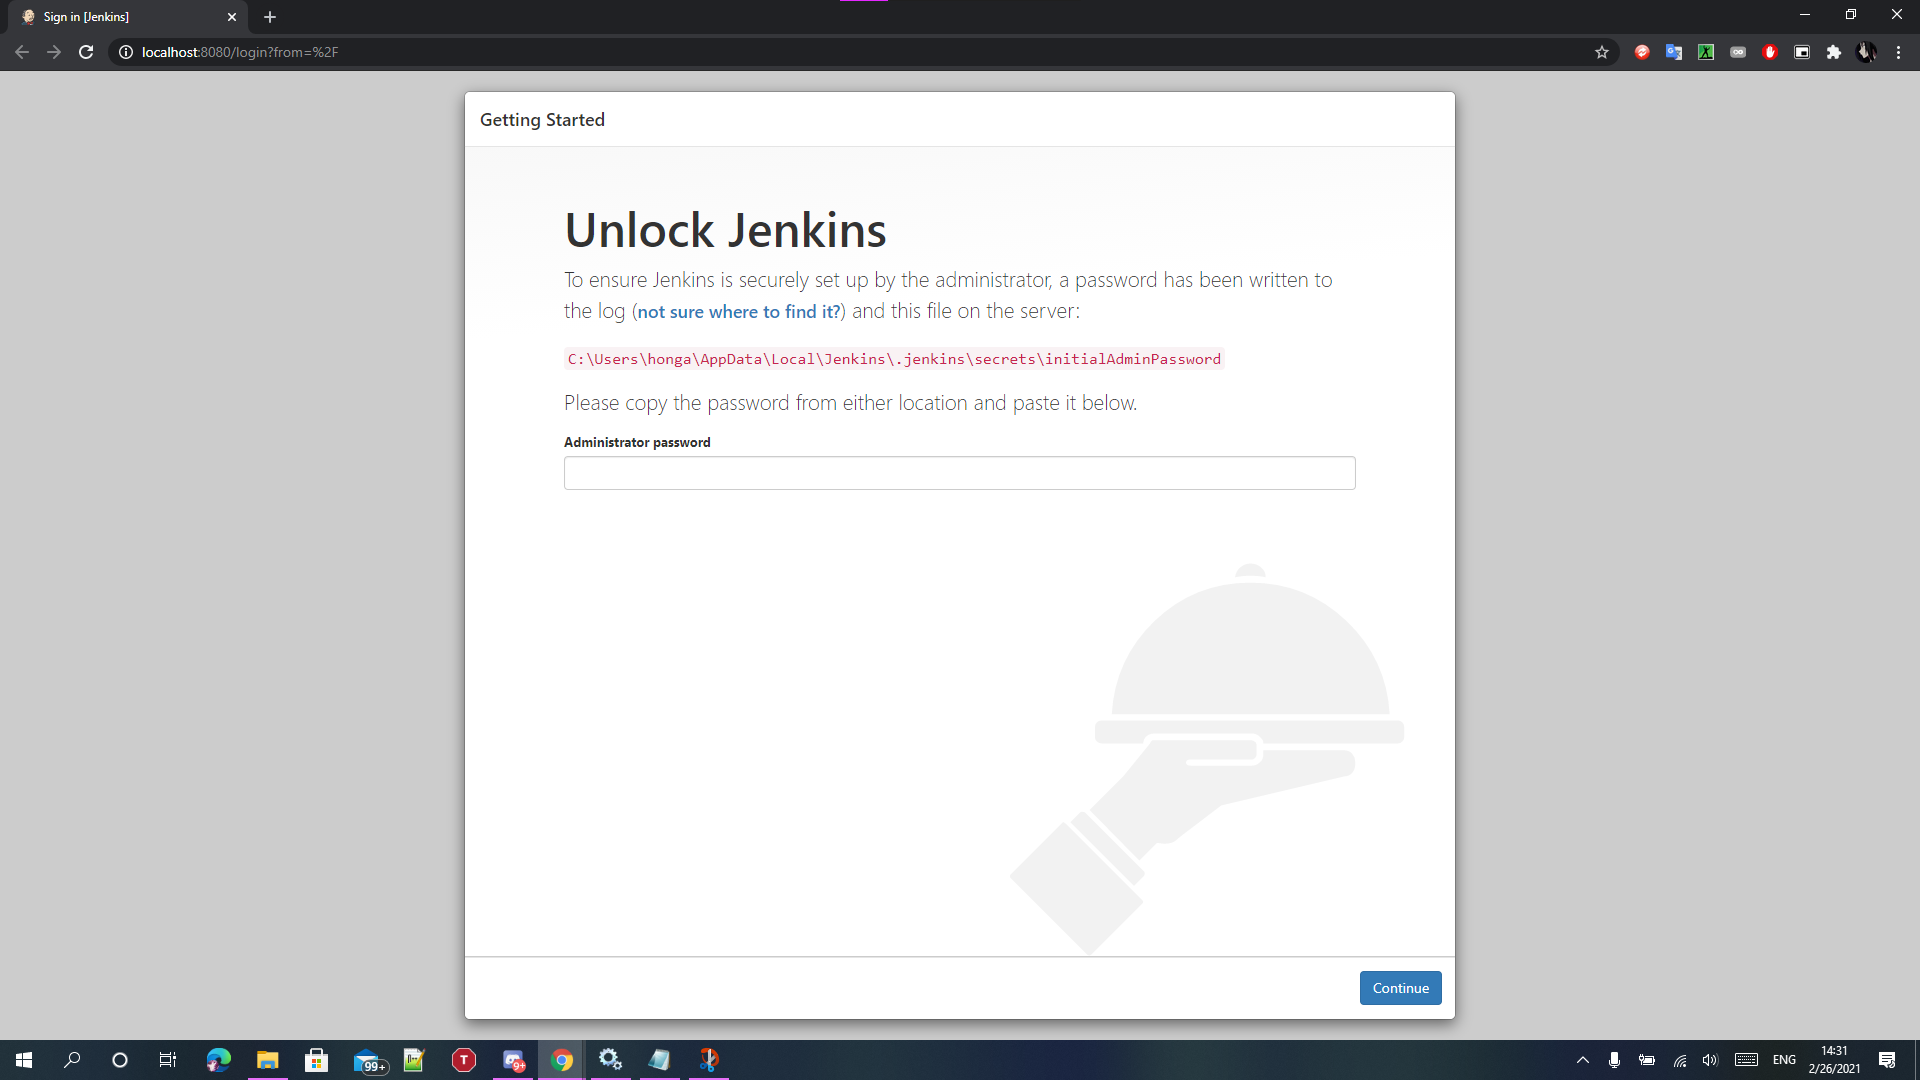 Sign in [Jenkins]
localhost:8080/login?from=%2F
Getting Started
Unlock Jenkins
To ensure Jenkins is securely set up by the administrator, a password has been written to
the log (not sure where to find it?) and this file on the server:
C:\Users\honga\AppData\Local\Jenkins\.jenkins\secrets\initialAdminPassword
Please copy the password from either location and paste it below.
Administrator password
Continue
99+
T
9+
ENG
14:31
2/26/2021